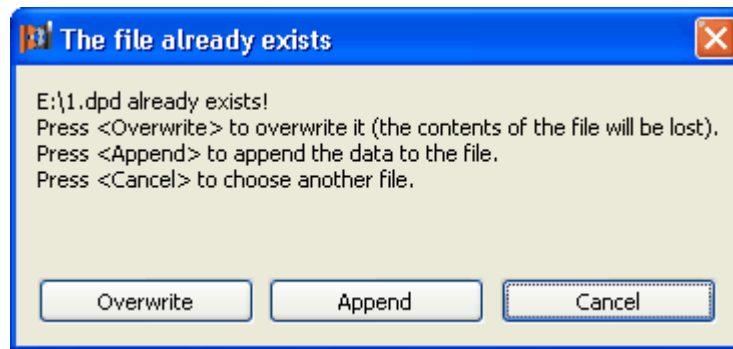 The file already exists
E:\1.dpd already exists!
Press <Overwrite> to overwrite it (the contents of the file will be lost).
Press <Append> to append the data to the file.
Press <Cancel> to choose another file.
Overwrite Append Cancel